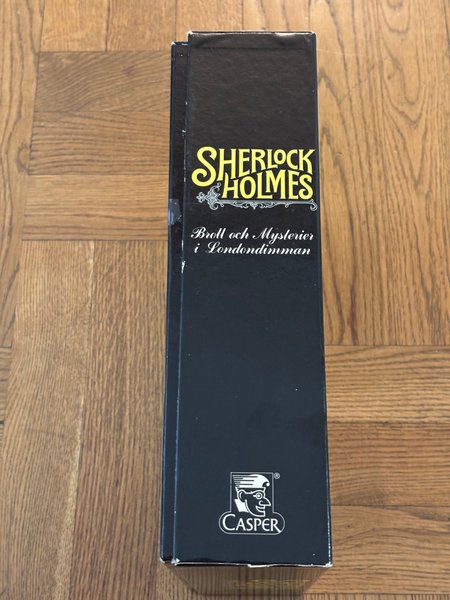 SHERLOCK
HOLMES
Brott och Mysterier
i Londondimman
®
CASPER